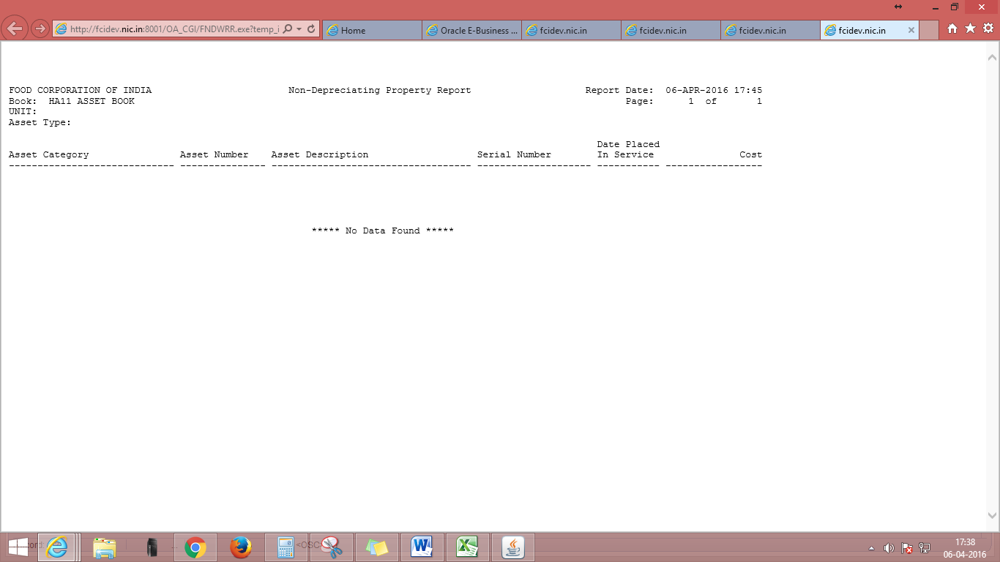 http://fcidev.nic.in:8001/OA_CGI/FNDWRR.exe?temp_i
Home
Oracle E-Business ...
fcidev.nic.in
fcidev.nic.in
fcidev.nic.in
fcidev.nic.in
FOOD CORPORATION OF INDIA Non-Depreciating Property Report Report Date: 06-APR-2016 17:45
Book: HA11 ASSET BOOK Page: 1 of 1
UNIT:
Asset Type:
Date Placed
Asset Category Asset Number Asset Description Serial Number In Service Cost
----------------------------- --------------- ----------------------------------- -------------------- ----------- -----------------
***** No Data Found *****
17:38
06-04-2016